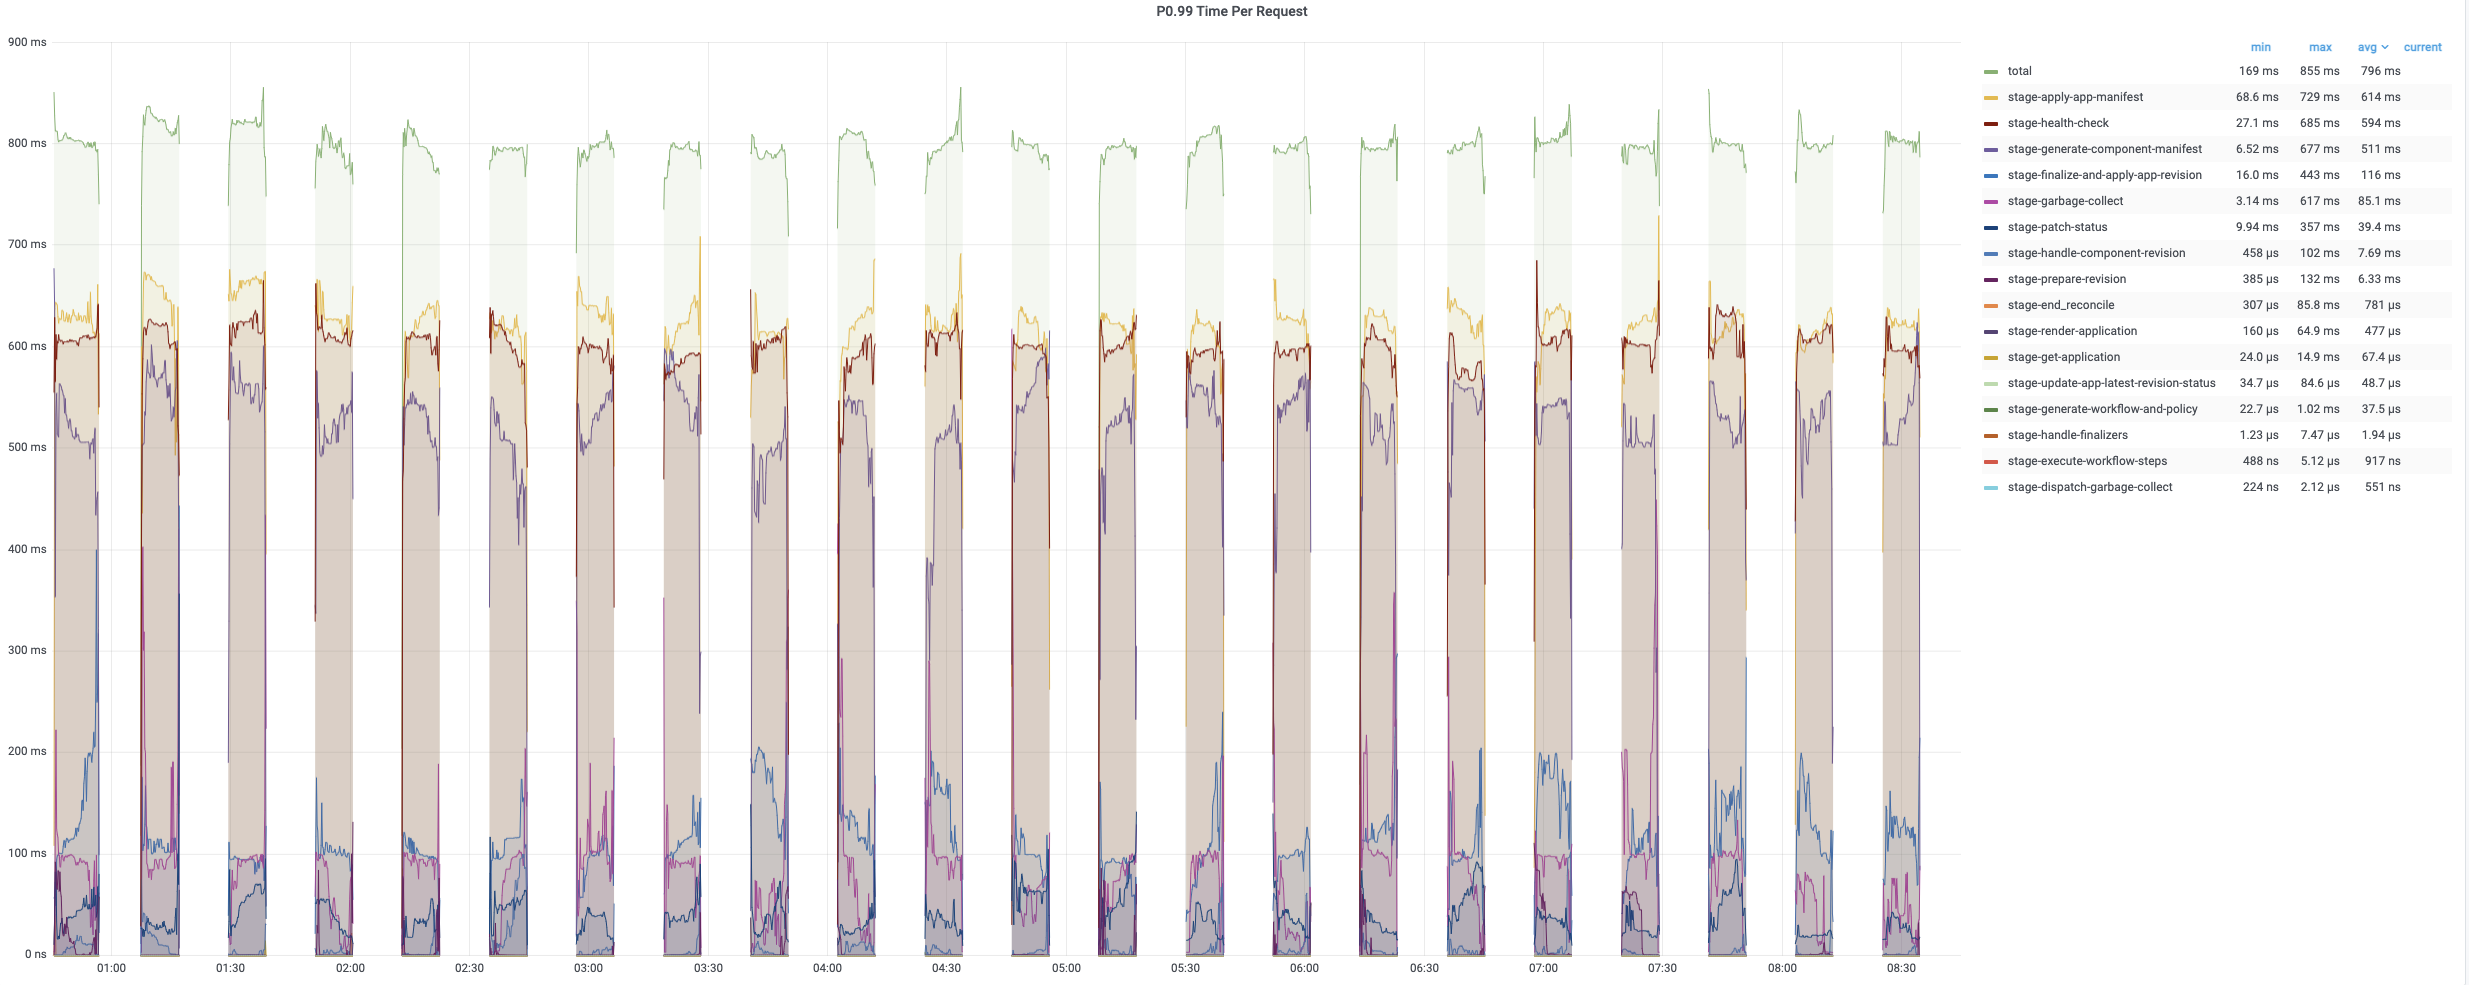 P0.99 Time Per Request
900 ms
800 ms
700 ms
600 ms
500 ms
400 ms
300 ms
200 ms
100 ms
0 ns
01:00 01:30 02:00 02:30 03:00 03:30 04:00 04:30 05:00 05:30 06:00 06:30 07:00 07:30 08:00 08:30
min max avg current
total 169 ms 855 ms 796 ms
stage-apply-app-manifest 68.6 ms 729 ms 614 ms
stage-health-check 27.1 ms 685 ms 594 ms
stage-generate-component-manifest 6.52 ms 677 ms 511 ms
stage-finalize-and-apply-app-revision 16.0 ms 443 ms 116 ms
stage-garbage-collect 3.14 ms 617 ms 85.1 ms
stage-patch-status 9.94 ms 357 ms 39.4 ms
stage-handle-component-revision 458 µs 102 ms 7.69 ms
stage-prepare-revision 385 µs 132 ms 6.33 ms
stage-end_reconcile 307 µs 85.8 ms 781 µs
stage-render-application 160 µs 64.9 ms 477 µs
stage-get-application 24.0 µs 14.9 ms 67.4 µs
stage-update-app-latest-revision-status 34.7 µs 84.6 µs 48.7 µs
stage-generate-workflow-and-policy 22.7 µs 1.02 ms 37.5 µs
stage-handle-finalizers 1.23 µs 7.47 µs 1.94 µs
stage-execute-workflow-steps 488 ns 5.12 µs 917 ns
stage-dispatch-garbage-collect 224 ns 2.12 µs 551 ns